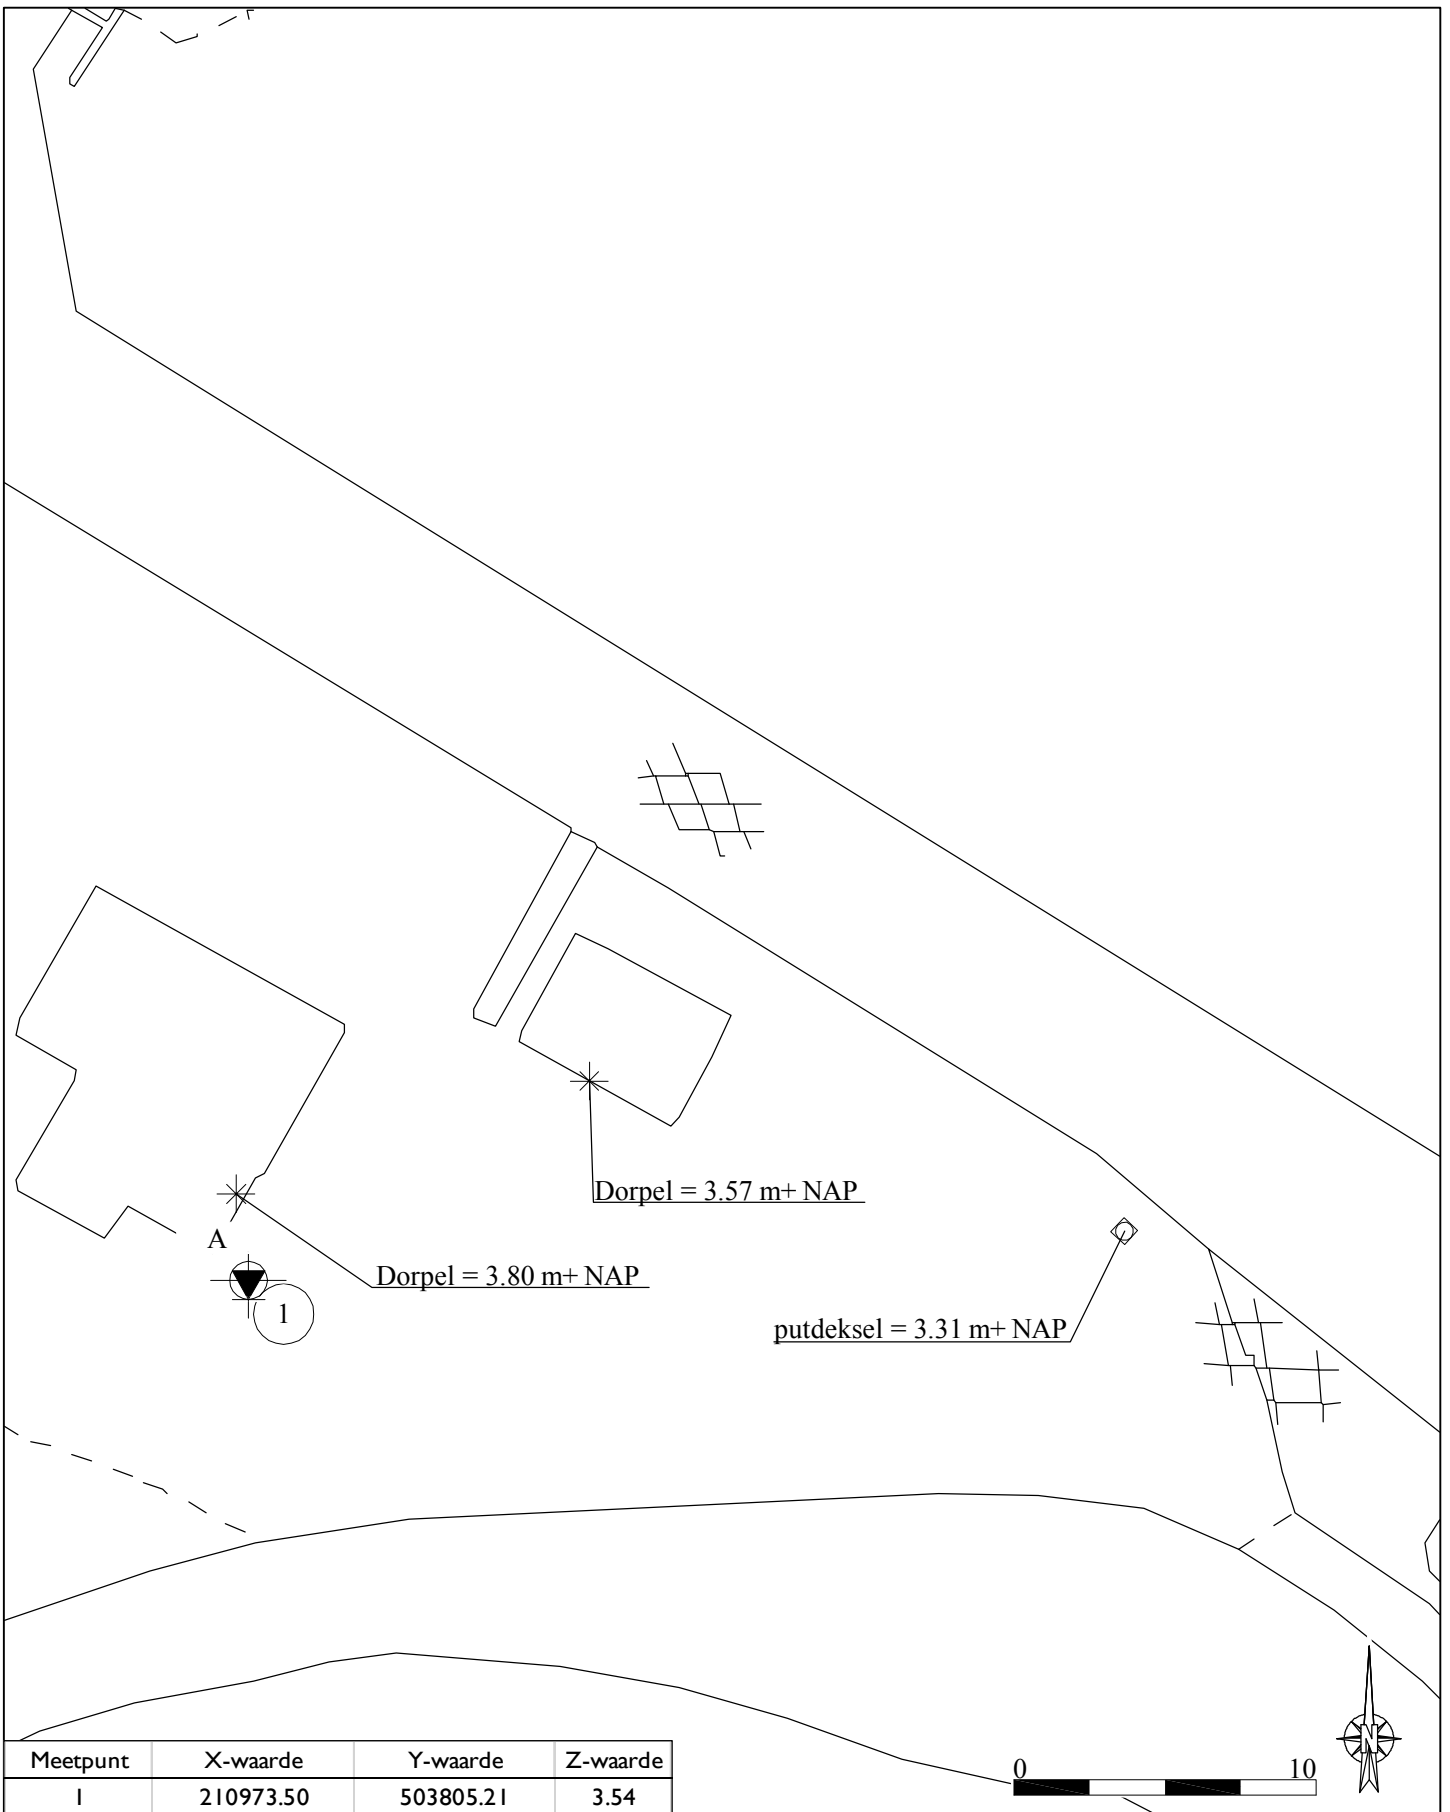 Dorpel = 3.57 m+ NAP
A
Dorpel = 3.80 m+ NAP
1
putdeksel = 3.31 m+ NAP
N
Meetpunt X-waarde Y-waarde Z-waarde
1 210973.50 503805.21 3.54
0 10